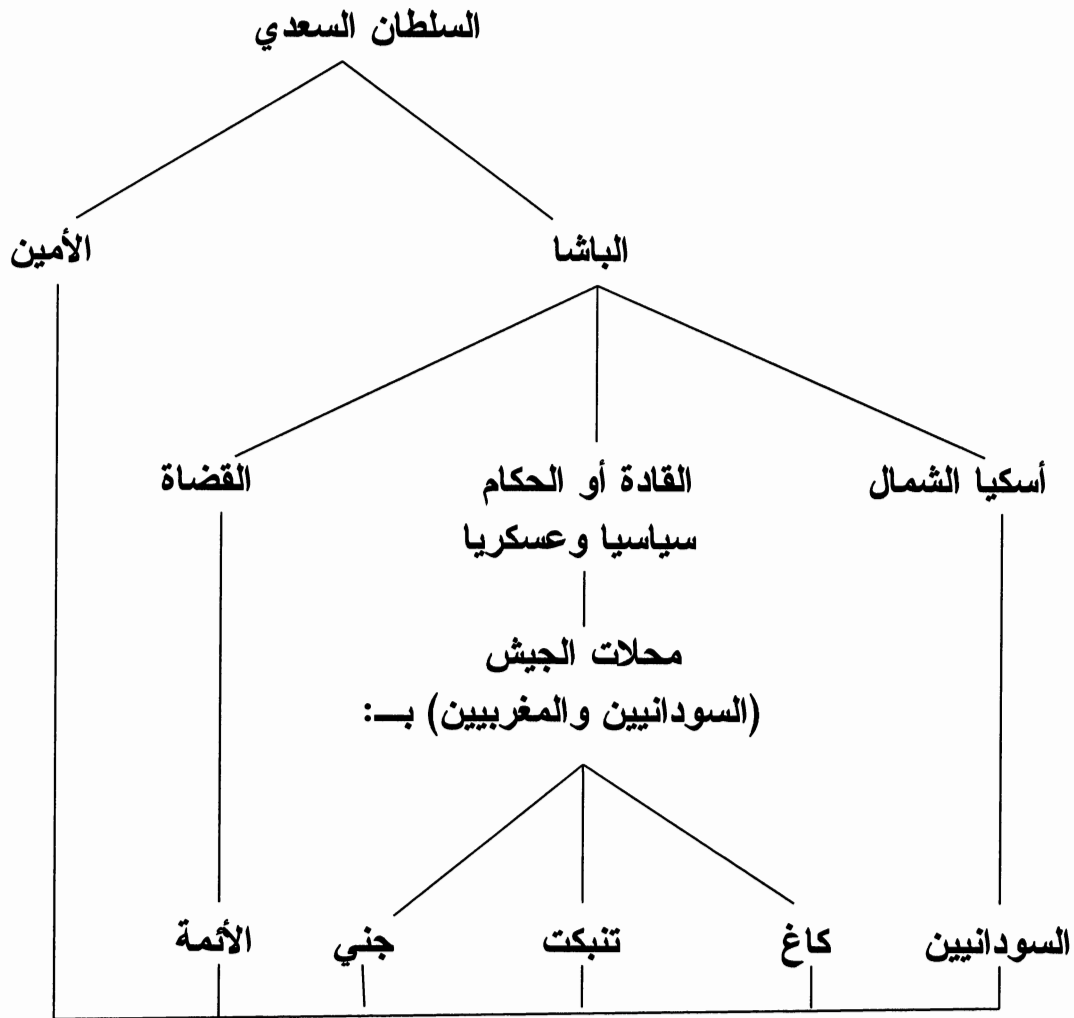 السلطان السعدي
الباشا
الأمين
أسكيا الشمال
القادة أو الحكام
سياسيا وعسكريا
القضاة
محلات الجيش
(السودانيين والمغربيين) بـــ:
السودانيين
كاغ
تنبكت
جني
الأئمة